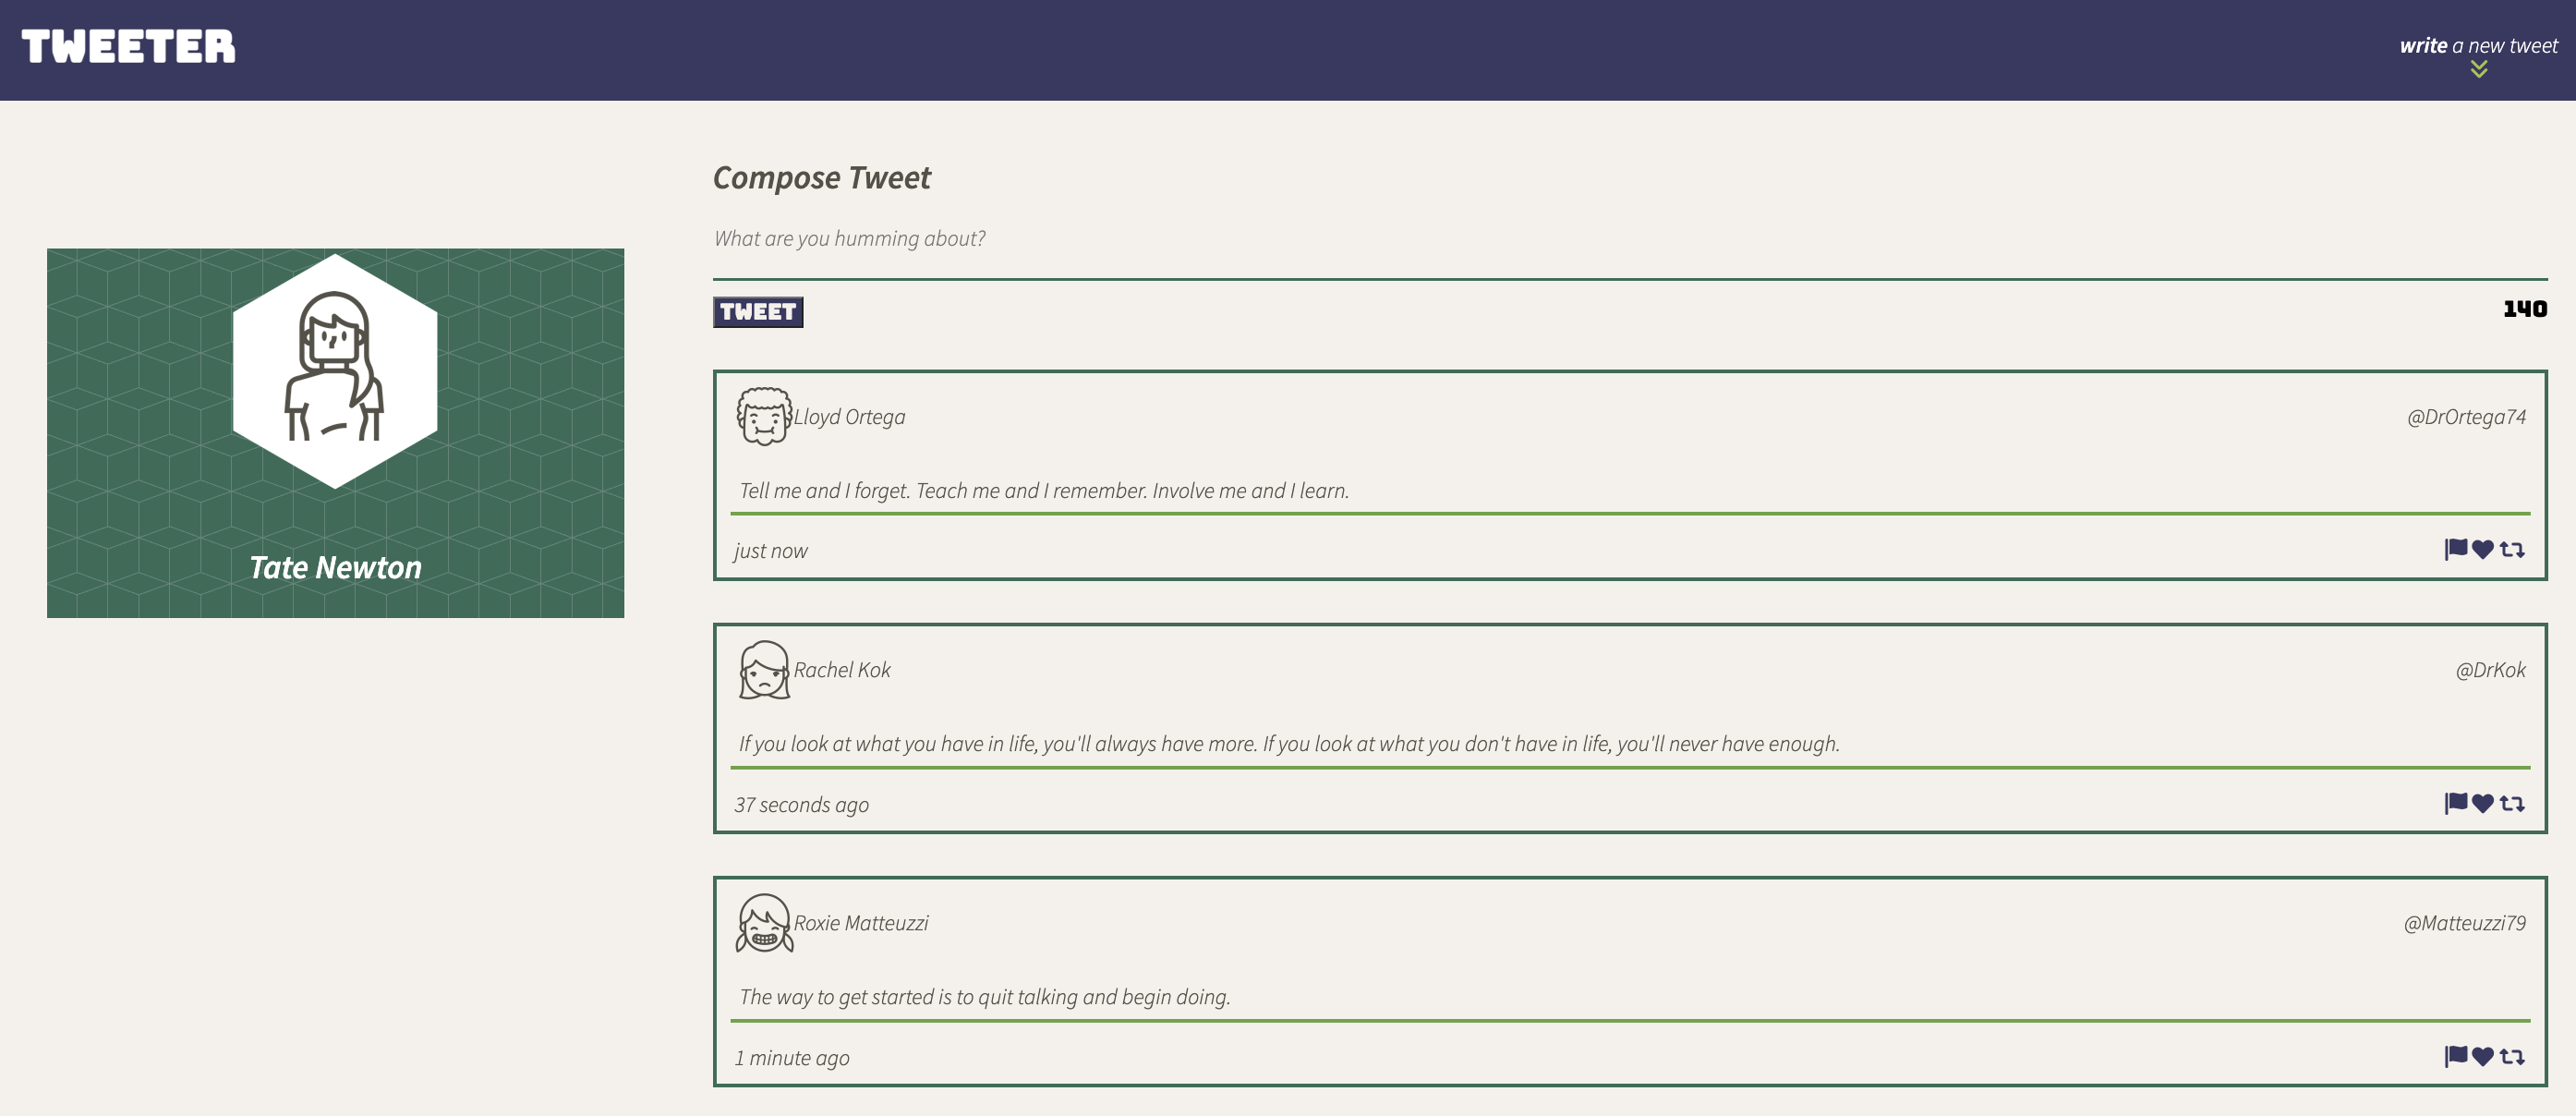 TWEETER
write a new tweet
Tate Newton
Compose Tweet
What are you humming about?
TWEET
140
Lloyd Ortega
@DrOrtega74
Tell me and I forget. Teach me and I remember. Involve me and I learn.
just now
Rachel Kok
@DrKok
If you look at what you have in life, you'll always have more. If you look at what you don't have in life, you'll never have enough.
37 seconds ago
Roxie Matteuzzi
@Matteuzzi79
The way to get started is to quit talking and begin doing.
1 minute ago